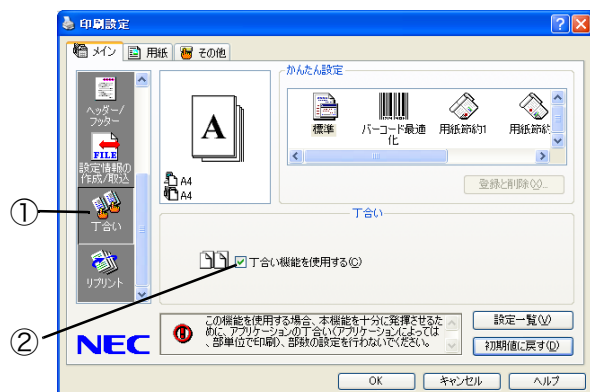 印刷設定
メイン 用紙 その他
ヘッダー/
フッター
FILE
設定情報の
作成/取込
丁合い
リプリント
A
A4
A4
かんたん設定
標準 バーコード最適化 用紙節約1 用紙節約
登録と削除(X)...
丁合い
丁合い機能を使用する(C)
①
②
NEC
この機能を使用する場合、本機能を十分に発揮させるた
めに、アプリケーションの丁合い(アプリケーションによっては
、部単位で印刷)、部数の設定を行わないでください。
設定一覧(V)
初期値に戻す(D)
OK キャンセル ヘルプ